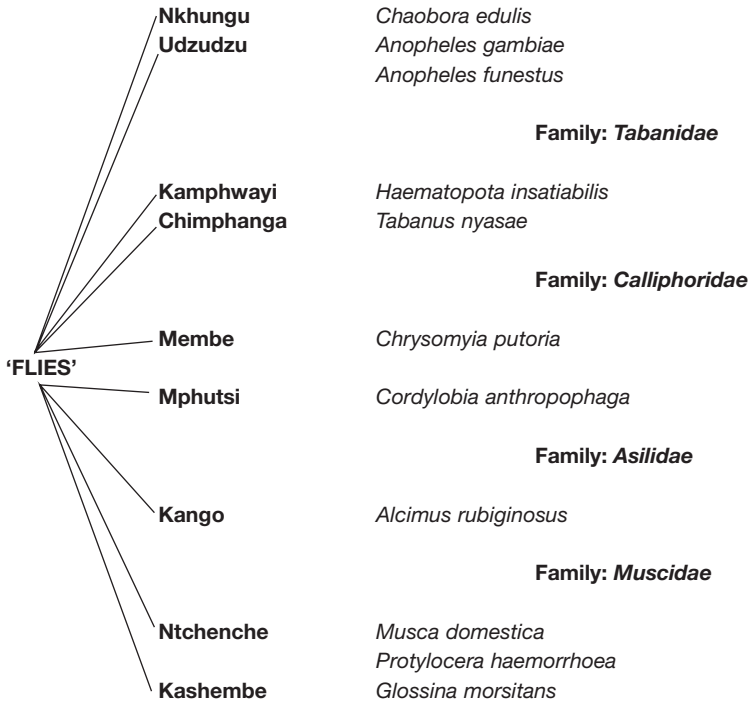 Nkhungu Chaobora edulis
Udzudzu Anopheles gambiae
Anopheles funestus
Family: Tabanidae
Kamphwayi Haematopota insatiabilis
Chimphanga Tabanus nyasae
Family: Calliphoridae
Membe Chrysomyia putoria
‘FLIES’
Mphutsi Cordylobia anthropophaga
Family: Asilidae
Kango Alcimus rubiginosus
Family: Muscidae
Ntchenche Musca domestica
Protylocera haemorrhoea
Kashembe Glossina morsitans